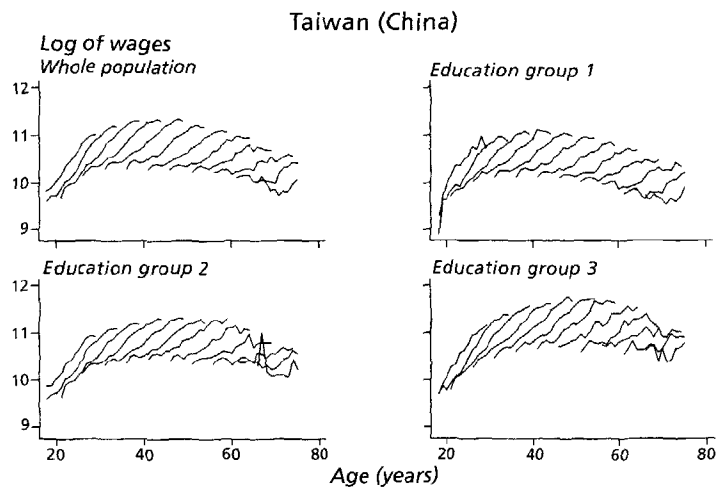 Taiwan (China)
Log of wages
Whole population
Education group 1
12
11
10
9
Education group 2
Education group 3
12
11
10
9
20 40 60 80 20 40 60 80
Age (years)